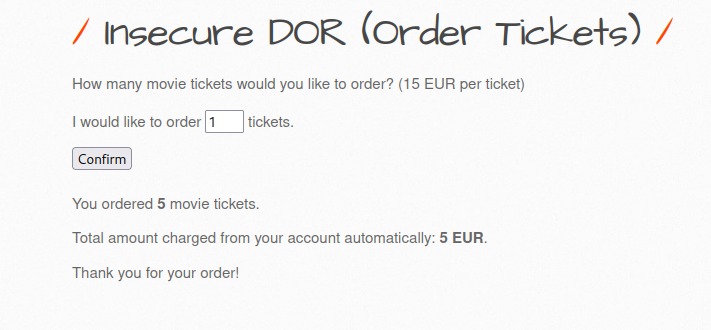 / Insecure DOR (Order Tickets) /
How many movie tickets would you like to order? (15 EUR per ticket)
I would like to order 1 tickets.
Confirm
You ordered 5 movie tickets.
Total amount charged from your account automatically: 5 EUR.
Thank you for your order!